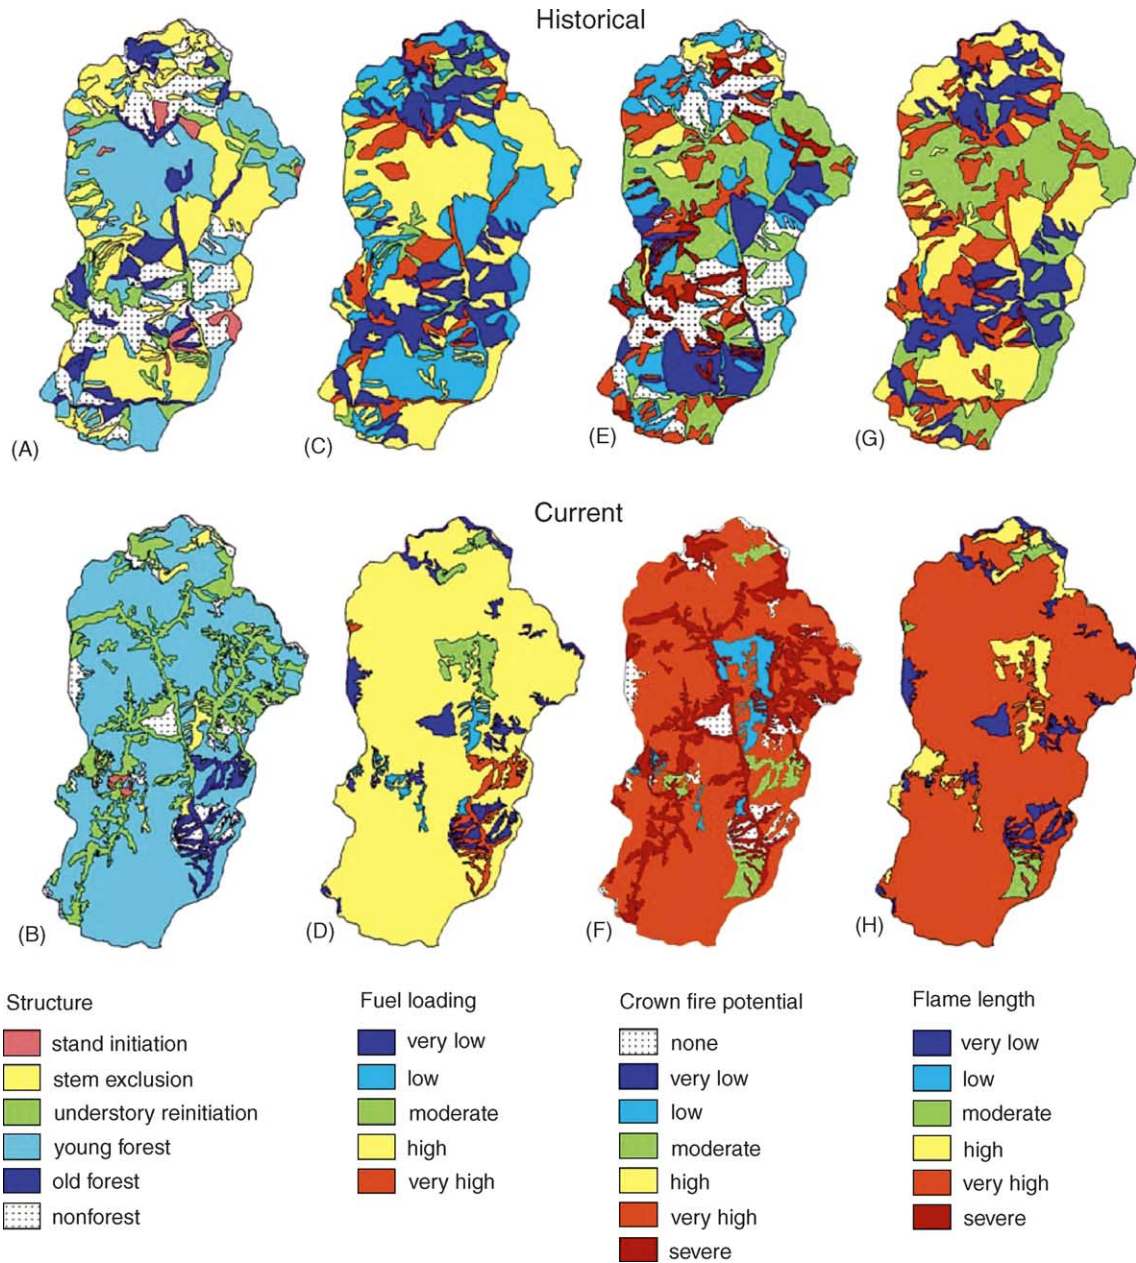 Historical
(A)
(C)
(E)
(G)
Current
(B)
(D)
(F)
(H)
Structure
stand initiation
stem exclusion
understory reinitiation
young forest
old forest
nonforest
Fuel loading
very low
low
moderate
high
very high
Crown fire potential
none
very low
low
moderate
high
very high
severe
Flame length
very low
low
moderate
high
very high
severe